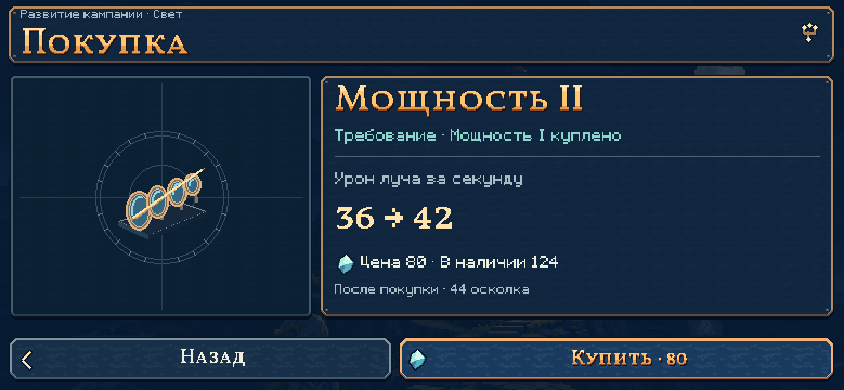 Развитие кампании · Свет
Покупка
Мощность II
Требование · Мощность I куплено
Урон луча за секунду
36 → 42
Цена 80 · В наличии 124
После покупки · 44 осколка
Назад
Купить · 80